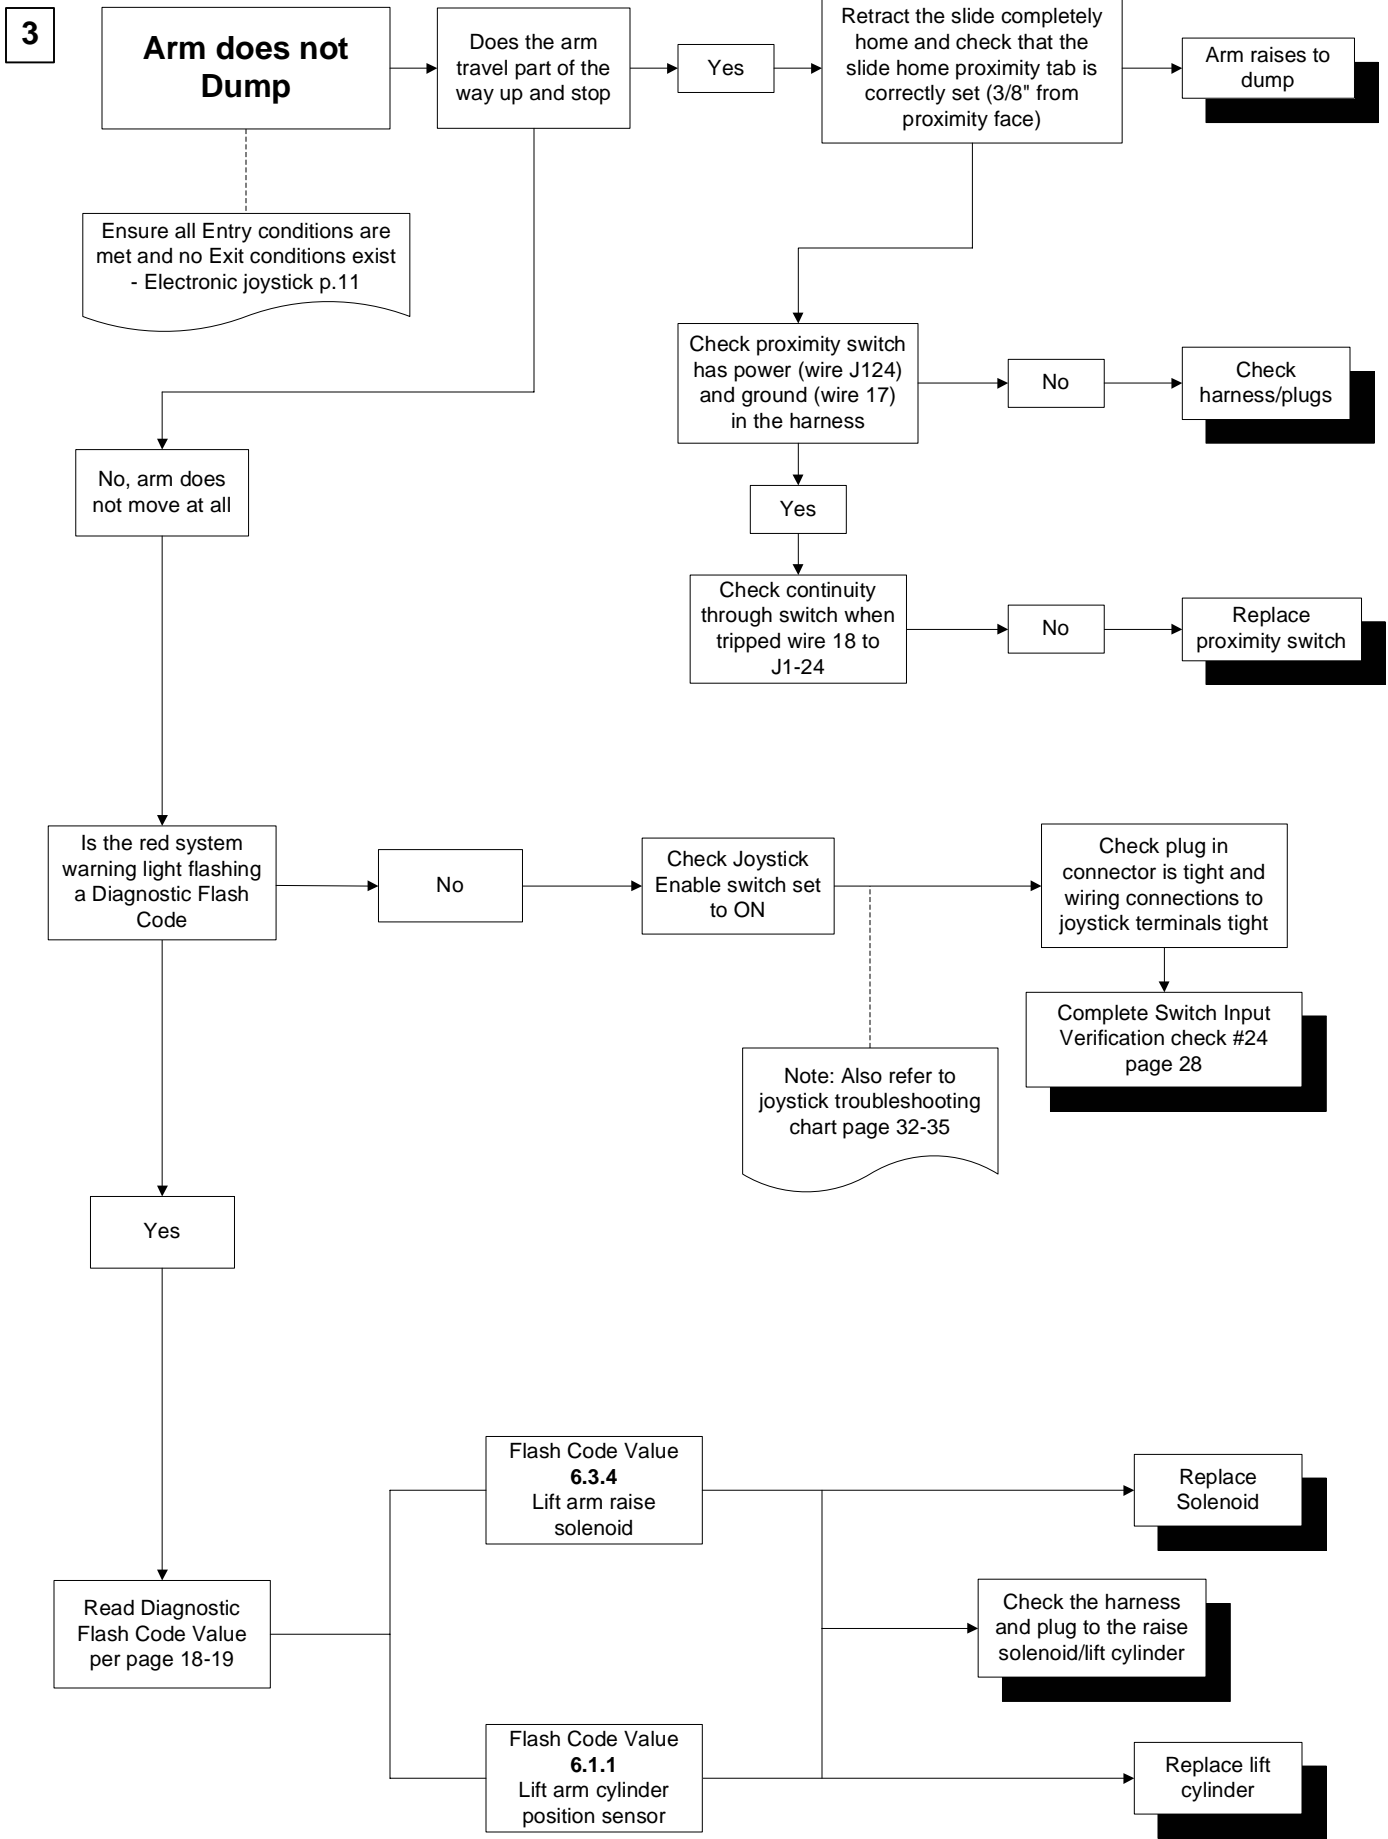 3
Arm does not
Dump
Does the arm
travel part of the
way up and stop
Yes
Retract the slide completely
home and check that the
slide home proximity tab is
correctly set (3/8" from
proximity face)
Arm raises to
dump
Ensure all Entry conditions are
met and no Exit conditions exist
- Electronic joystick p.11
Check proximity switch
has power (wire J124)
and ground (wire 17)
in the harness
No
Check
harness/plugs
No, arm does
not move at all
Yes
Check continuity
through switch when
tripped wire 18 to
J1-24
No
Replace
proximity switch
Is the red system
warning light flashing
a Diagnostic Flash
Code
No
Check Joystick
Enable switch set
to ON
Check plug in
connector is tight and
wiring connections to
joystick terminals tight
Complete Switch Input
Verification check #24
page 28
Note: Also refer to
joystick troubleshooting
chart page 32-35
Yes
Flash Code Value
6.3.4
Lift arm raise
solenoid
Replace
Solenoid
Read Diagnostic
Flash Code Value
per page 18-19
Check the harness
and plug to the raise
solenoid/lift cylinder
Flash Code Value
6.1.1
Lift arm cylinder
position sensor
Replace lift
cylinder